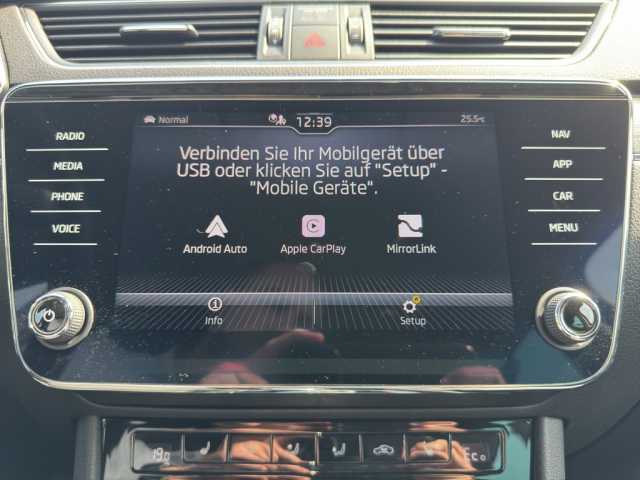 Normal
12:39
25.5°C
Verbinden Sie Ihr Mobilgerät über
USB oder klicken Sie auf "Setup" -
"Mobile Geräte".
Android Auto
Apple CarPlay
MirrorLink
Info
Setup
RADIO
MEDIA
PHONE
VOICE
NAV
APP
CAR
MENU